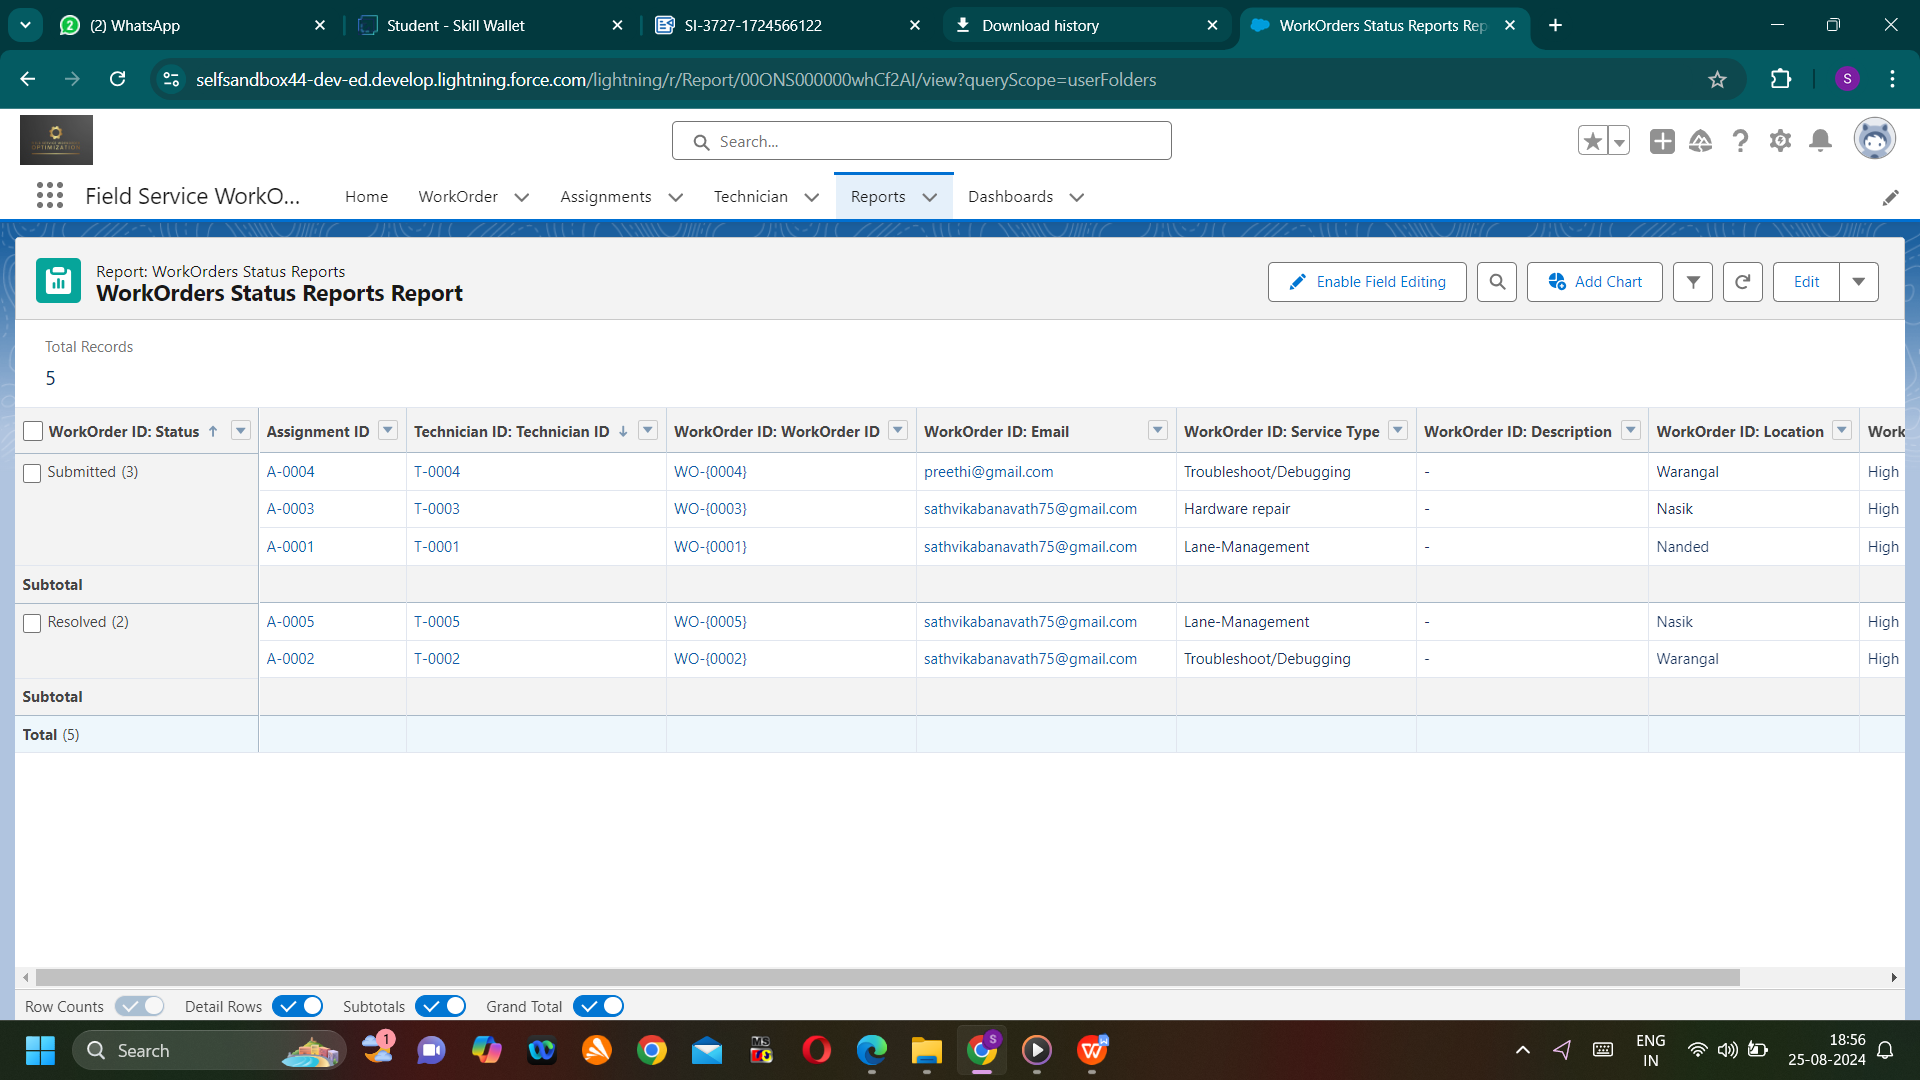 (2) WhatsApp
Student - Skill Wallet
SI-3727-1724566122
Download history
WorkOrders Status Reports Rep
selfsandbox44-dev-ed.develop.lightning.force.com/lightning/r/Report/00ONS000000whCf2AI/view?queryScope=userFolders
S
OPTIMIZATION
Search...
Field Service WorkO...
Home
WorkOrder
Assignments
Technician
Reports
Dashboards
Report: WorkOrders Status Reports
WorkOrders Status Reports Report
Enable Field Editing
Add Chart
Edit
Total Records
5
WorkOrder ID: Status ↑ Assignment ID Technician ID: Technician ID ↓ WorkOrder ID: WorkOrder ID WorkOrder ID: Email WorkOrder ID: Service Type WorkOrder ID: Description WorkOrder ID: Location Work
Submitted (3) A-0004 T-0004 WO-{0004} preethi@gmail.com Troubleshoot/Debugging - Warangal High
A-0003 T-0003 WO-{0003} sathvikabanavath75@gmail.com Hardware repair - Nasik High
A-0001 T-0001 WO-{0001} sathvikabanavath75@gmail.com Lane-Management - Nanded High
Subtotal
Resolved (2) A-0005 T-0005 WO-{0005} sathvikabanavath75@gmail.com Lane-Management - Nasik High
A-0002 T-0002 WO-{0002} sathvikabanavath75@gmail.com Troubleshoot/Debugging - Warangal High
Subtotal
Total (5)
Row Counts Detail Rows Subtotals Grand Total
Search
1
MS
S
ENG
IN
18:56
25-08-2024